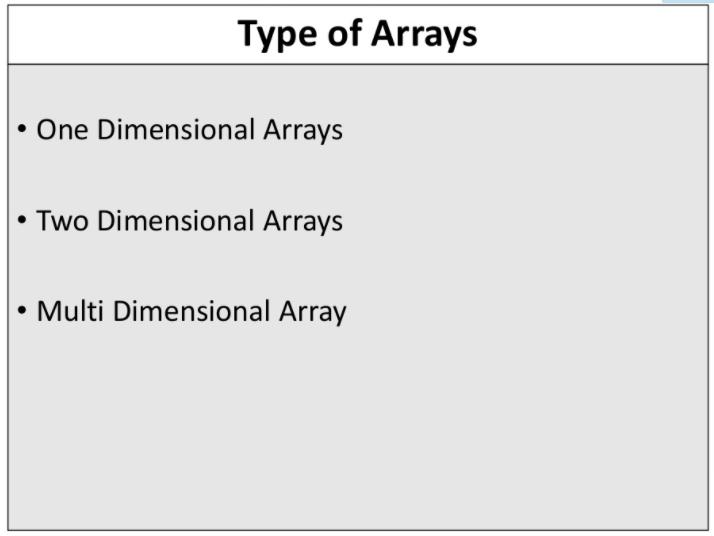 Type of Arrays
• One Dimensional Arrays
• Two Dimensional Arrays
• Multi Dimensional Array